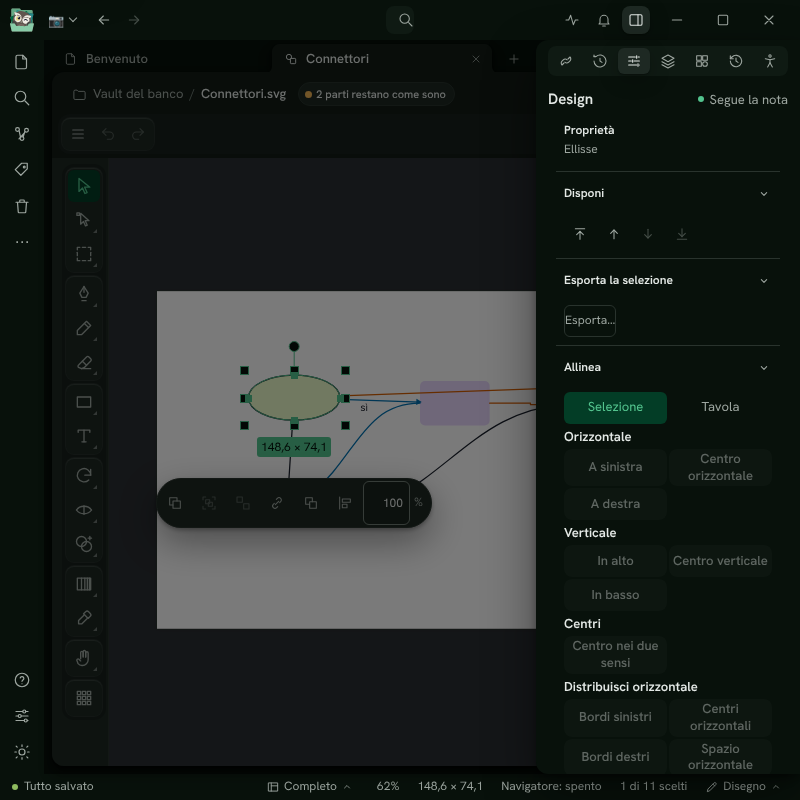 Benvenuto
Connettori
Vault del banco / Connettori.svg
2 parti restano come sono
Design
Segue la nota
Proprietà
Ellisse
Disponi
Esporta la selezione
Esporta...
Allinea
Selezione
Tavola
Orizzontale
A sinistra
Centro
orizzontale
A destra
Verticale
In alto
Centro verticale
In basso
Centri
Centro nei due
sensi
Distribuisci orizzontale
Bordi sinistri
Centri
orizzontali
Bordi destri
Spazio
orizzontale
sì
148,6 × 74,1
100 %
Tutto salvato
Completo
62%
148,6 × 74,1
Navigatore: spento
1 di 11 scelti
Disegno